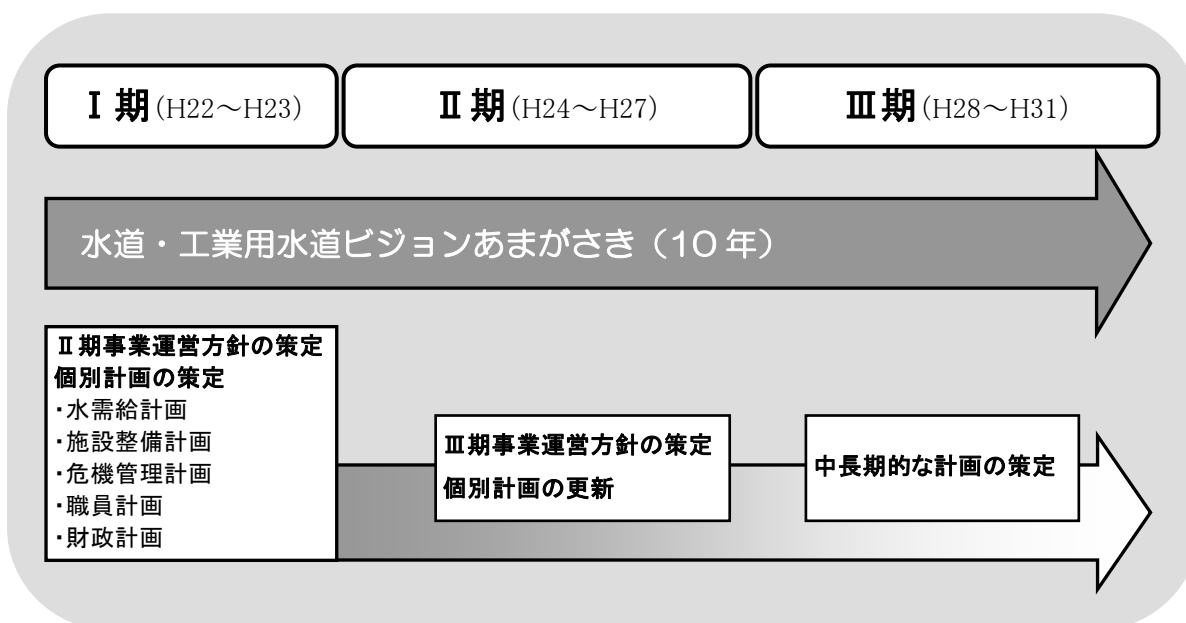 Ⅰ期(H22～H23)
Ⅱ期(H24～H27)
Ⅲ期(H28～H31)
水道・工業用水道ビジョンあまがさき（10年）
Ⅱ期事業運営方針の策定
個別計画の策定
・水需給計画
・施設整備計画
・危機管理計画
・職員計画
・財政計画
Ⅲ期事業運営方針の策定
個別計画の更新
中長期的な計画の策定